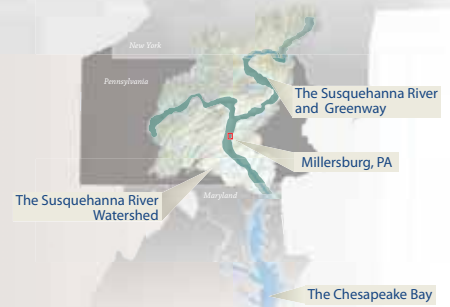 New York
Pennsylvania
The Susquehanna River
and Greenway
Millersburg, PA
The Susquehanna River
Watershed
Maryland
The Chesapeake Bay